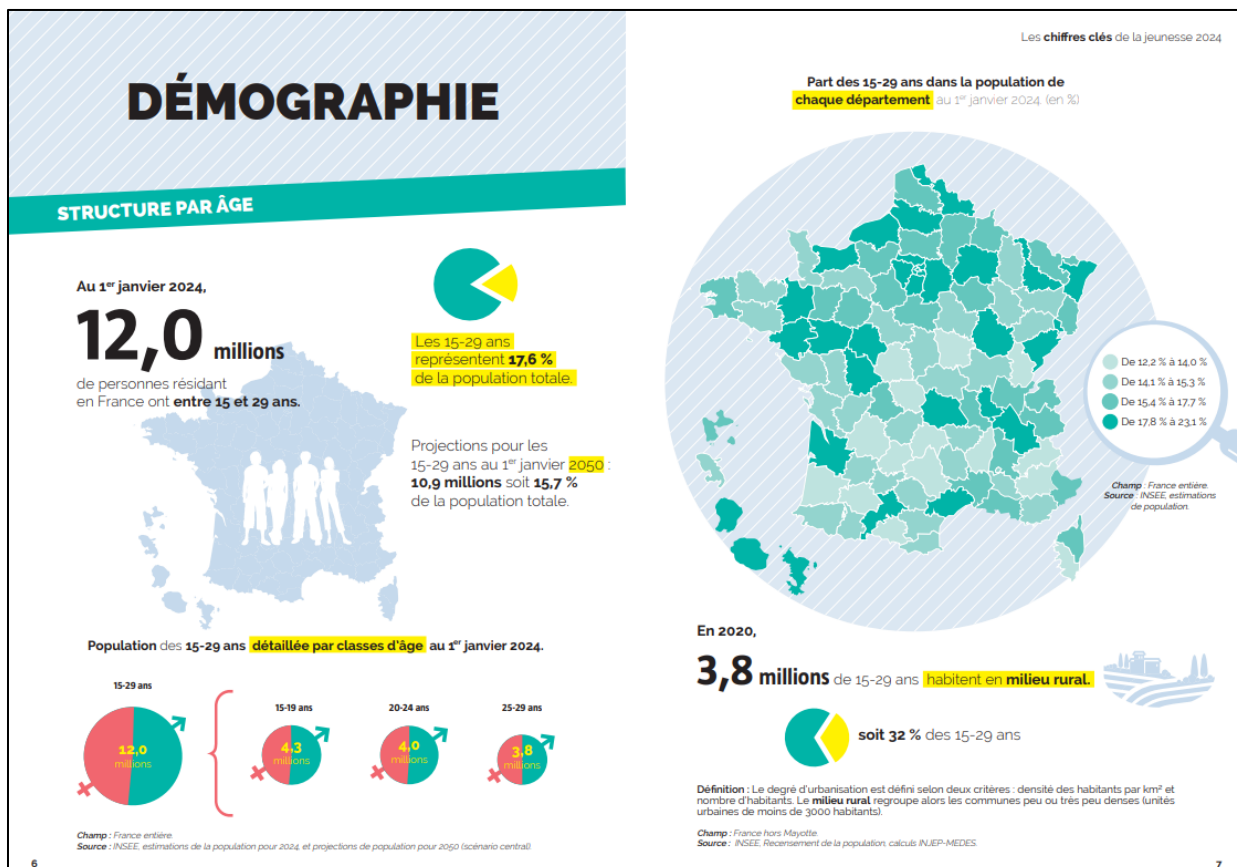 DÉMOGRAPHIE
STRUCTURE PAR ÂGE
Au 1er janvier 2024,
12,0 millions
de personnes résidant
en France ont entre 15 et 29 ans.
Les 15-29 ans
représentent 17,6 %
de la population totale.
Projections pour les
15-29 ans au 1er janvier 2050 :
10,9 millions soit 15,7 %
de la population totale.
Population des 15-29 ans détaillée par classes d'âge au 1er janvier 2024.
15-29 ans
12,0
millions
15-19 ans
4,3
millions
20-24 ans
4,0
millions
25-29 ans
3,8
millions
Champ : France entière.
Source : INSEE, estimations de la population pour 2024, et projections de population pour 2050 (scénario central).
6
Les chiffres clés de la jeunesse 2024
Part des 15-29 ans dans la population de
chaque département au 1er janvier 2024. (en %)
De 12,2 % à 14,0 %
De 14,1 % à 15,3 %
De 15,4 % à 17,7 %
De 17,8 % à 23,1 %
Champ : France entière.
Source : INSEE, estimations
de population.
En 2020,
3,8 millions de 15-29 ans habitent en milieu rural.
soit 32 % des 15-29 ans
Définition : Le degré d'urbanisation est défini selon deux critères : densité des habitants par km² et
nombre d'habitants. Le milieu rural regroupe alors les communes peu ou très peu denses (unités
urbaines de moins de 3000 habitants).
Champ : France hors Mayotte.
Source : INSEE, Recensement de la population, calculs INJEP-MEDES.
7